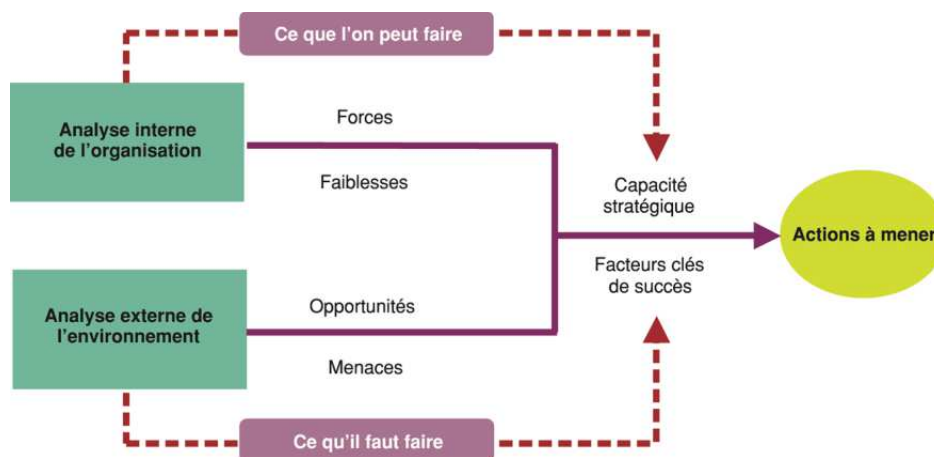 Ce que l'on peut faire
Analyse interne
de l'organisation
Forces
Faiblesses
Capacité
stratégique
Actions à mener
Facteurs clés
de succès
Analyse externe de
l'environnement
Opportunités
Menaces
Ce qu'il faut faire